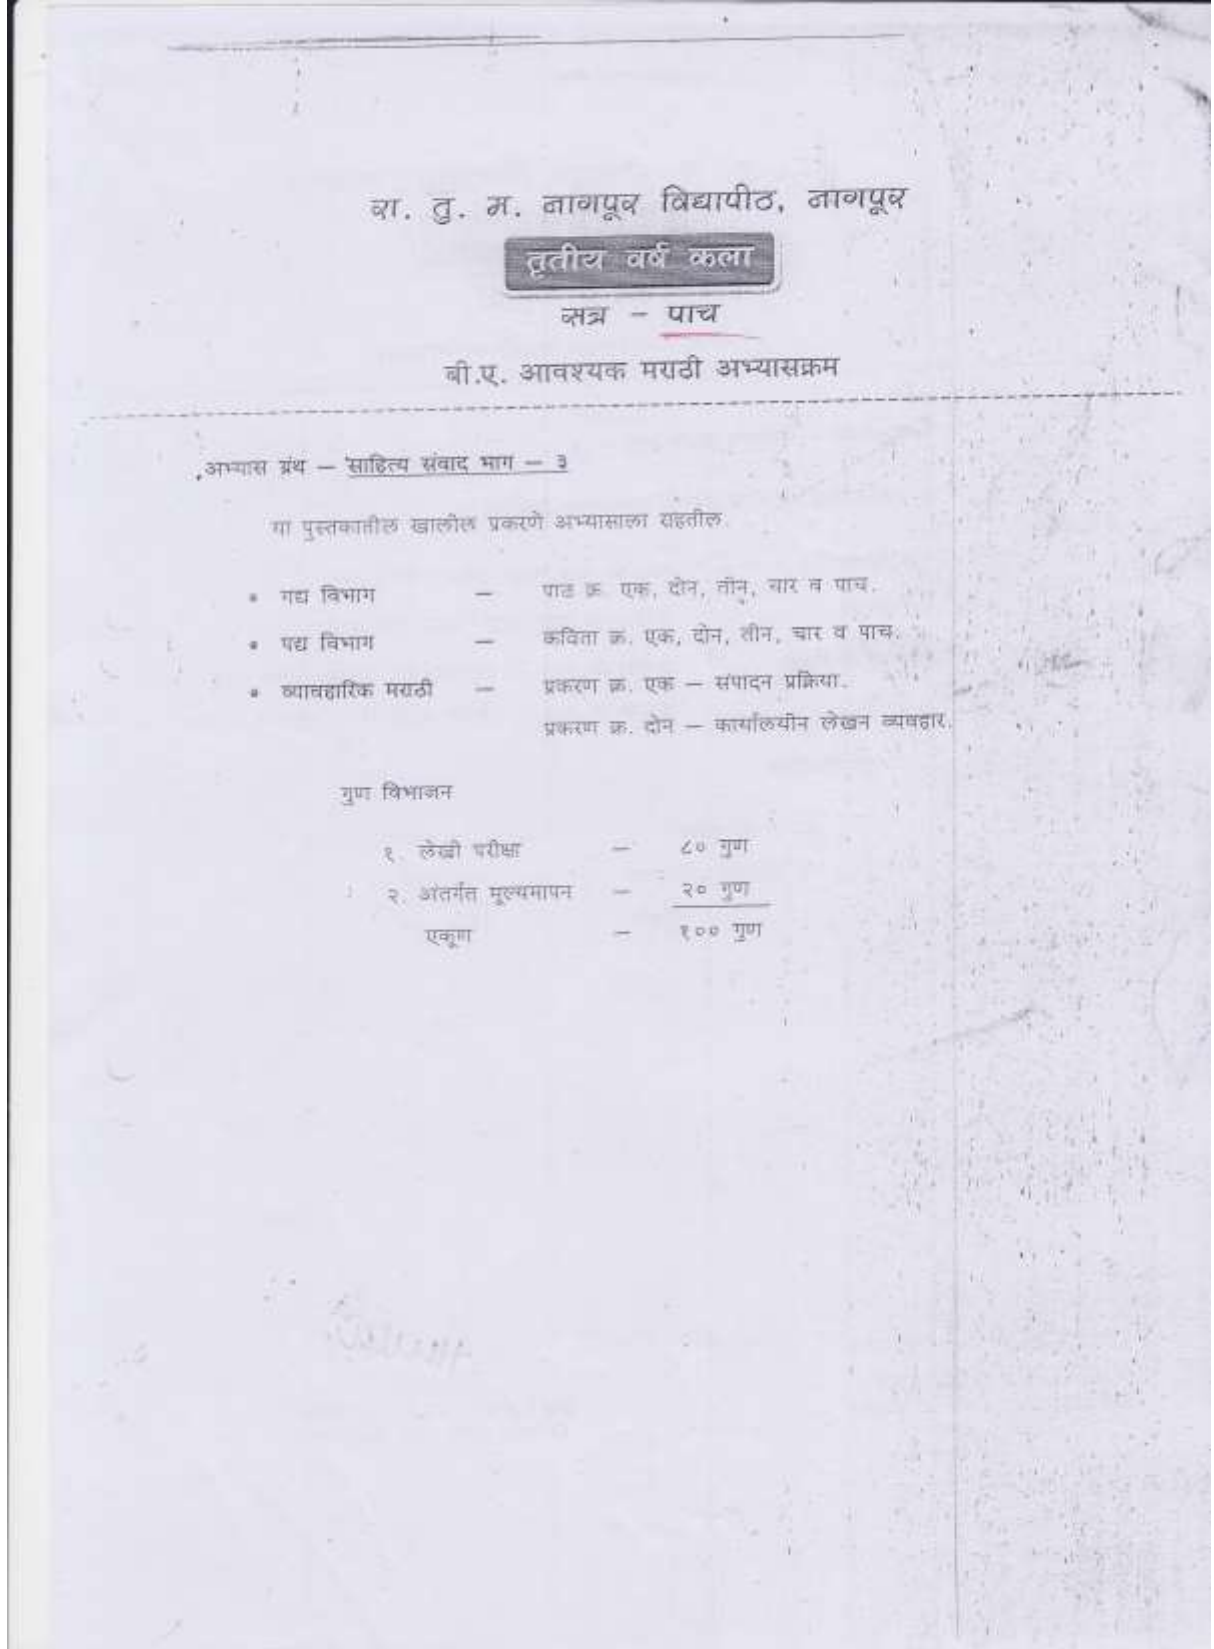 रा. तु. म. नागपूर विद्यापीठ, नागपूर
तृतीय वर्ष कला
सत्र – पाच
बी.ए. आवश्यक मराठी अभ्यासक्रम
अभ्यास ग्रंथ – साहित्य संवाद भाग – ३
या पुस्तकातील खालील प्रकरणे अभ्यासाला राहतील.
• गद्य विभाग – पाठ क्र. एक, दोन, तीन, चार व पाच.
• पद्य विभाग – कविता क्र. एक, दोन, तीन, चार व पाच.
• व्यावहारिक मराठी – प्रकरण क्र. एक – संपादन प्रक्रिया.
प्रकरण क्र. दोन – कार्यालयीन लेखन व्यवहार.
गुण विभाजन
१. लेखी परीक्षा – ८० गुण
२. अंतर्गत मूल्यमापन – २० गुण
एकूण – १०० गुण